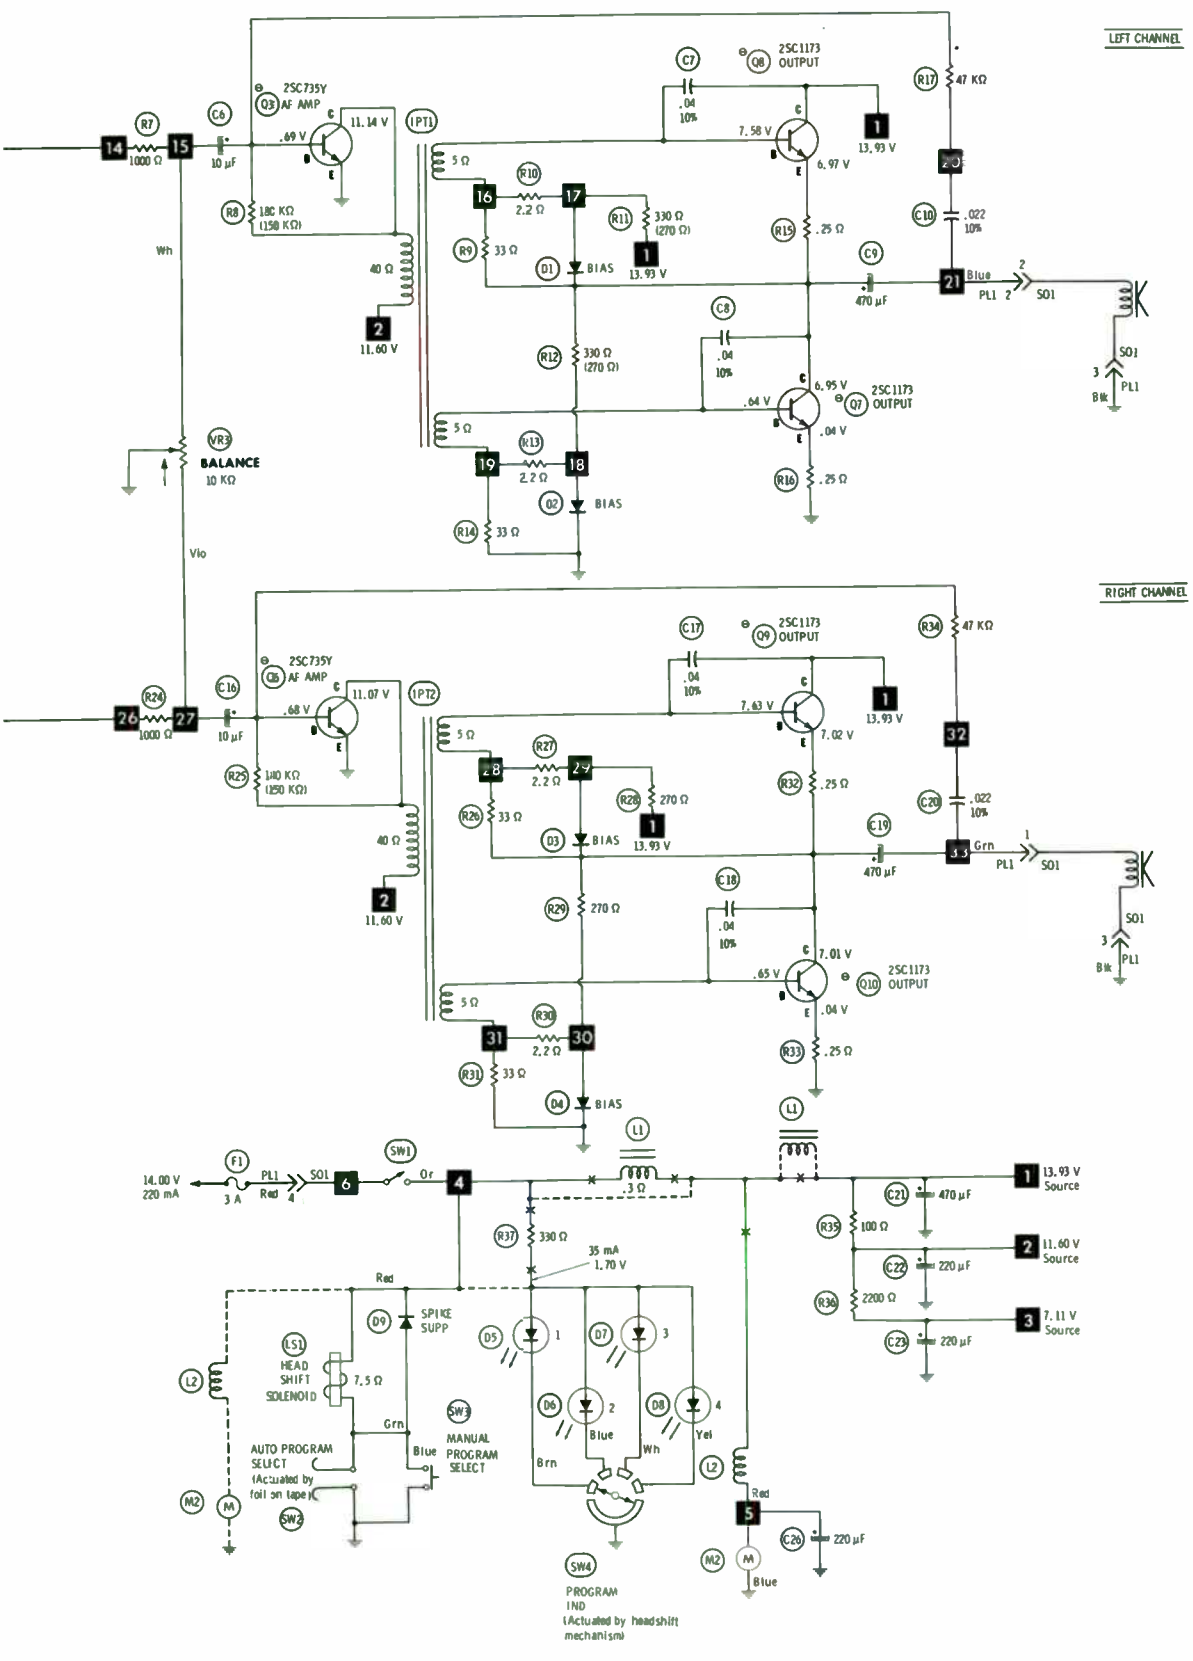 LEFT CHANNEL
C7
Q8
2SC1173
OUTPUT
R17
47 KΩ
2SC735Y
Q3
AF AMP
C
11.14 V
1PT1
.04
10%
C
1
13.93 V
R7
C6
14
15
.69 V
B
E
7.58 V
B
E
6.97 V
1000 Ω
10 µF
5 Ω
20
R10
16
17
2.2 Ω
R8
180 KΩ
(150 KΩ)
R11
330 Ω
(270 Ω)
C10
.022
10%
R15
.25 Ω
Wh
R9
33 Ω
1
13.93 V
C9
40 Ω
D1
BIAS
21
Blue
2
PL1
2
SO1
470 µF
C8
2
11.60 V
R12
330 Ω
(270 Ω)
.04
10%
SO1
3
PL1
Blk
C
6.95 V
2SC1173
Q7
OUTPUT
.64 V
B
E
.04 V
5 Ω
VR3
BALANCE
10 KΩ
R13
19
18
2.2 Ω
R16
.25 Ω
D2
BIAS
R14
33 Ω
Vio
RIGHT CHANNEL
C17
Q9
2SC1173
OUTPUT
R34
47 KΩ
2SC735Y
AF AMP
C
11.07 V
1PT2
.04
10%
C
1
13.93 V
R24
C16
26
27
.68 V
B
E
7.63 V
B
E
7.02 V
1000 Ω
10 µF
5 Ω
32
R27
28
29
2.2 Ω
R25
(150 KΩ)
R28
270 Ω
R32
.25 Ω
C20
.022
10%
R26
33 Ω
1
13.93 V
C19
40 Ω
D3
BIAS
33
Grn
1
PL1
SO1
470 µF
C18
2
11.60 V
R29
270 Ω
.04
10%
SO1
3
PL1
Blk
C
7.01 V
2SC1173
Q10
OUTPUT
.65 V
B
E
.04 V
5 Ω
R30
31
30
2.2 Ω
R33
.25 Ω
R31
33 Ω
D4
BIAS
L1
L1
F1
SW1
14.00 V
220 mA
3 A
PL1
Red
4
SO1
6
Or
4
.3 Ω
1
13.93 V
Source
C21
470 µF
R37
330 Ω
R35
100 Ω
35 mA
1.70 V
2
11.60 V
Source
C22
220 µF
Red
R36
2200 Ω
D9
SPIKE
SUPP
D5
1
D7
3
3
7.11 V
Source
C23
220 µF
LS1
HEAD
SHIFT
SOLENOID
7.5 Ω
L2
D6
2
D8
4
SW3
Grn
Blue
MANUAL
PROGRAM
SELECT
Blue
Yel
Wh
Brn
AUTO PROGRAM
SELECT
(Actuated by
foil on tape)
SW2
L2
Red
5
M2
M
C26
220 µF
M2
M
Blue
SW4
PROGRAM
IND
(Actuated by headshift
mechanism)